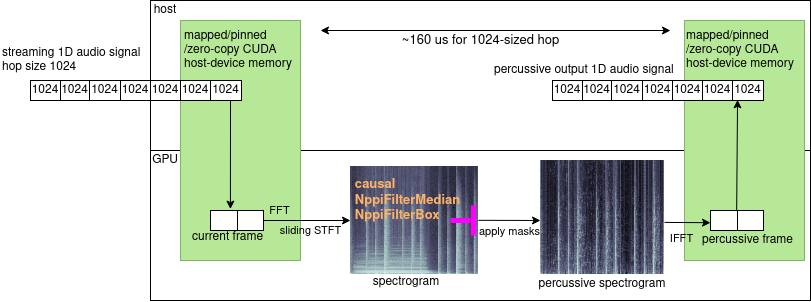 host
mapped/pinned
/zero-copy CUDA
host-device memory
~160 us for 1024-sized hop
mapped/pinned
/zero-copy CUDA
host-device memory
streaming 1D audio signal
hop size 1024
percussive output 1D audio signal
1024 1024 1024 1024 1024 1024 1024
1024 1024 1024 1024 1024 1024 1024
GPU
causal
NppiFilterMedian
NppiFilterBox
FFT
sliding STFT
apply masks
IFFT
current frame
percussive frame
spectrogram
percussive spectrogram